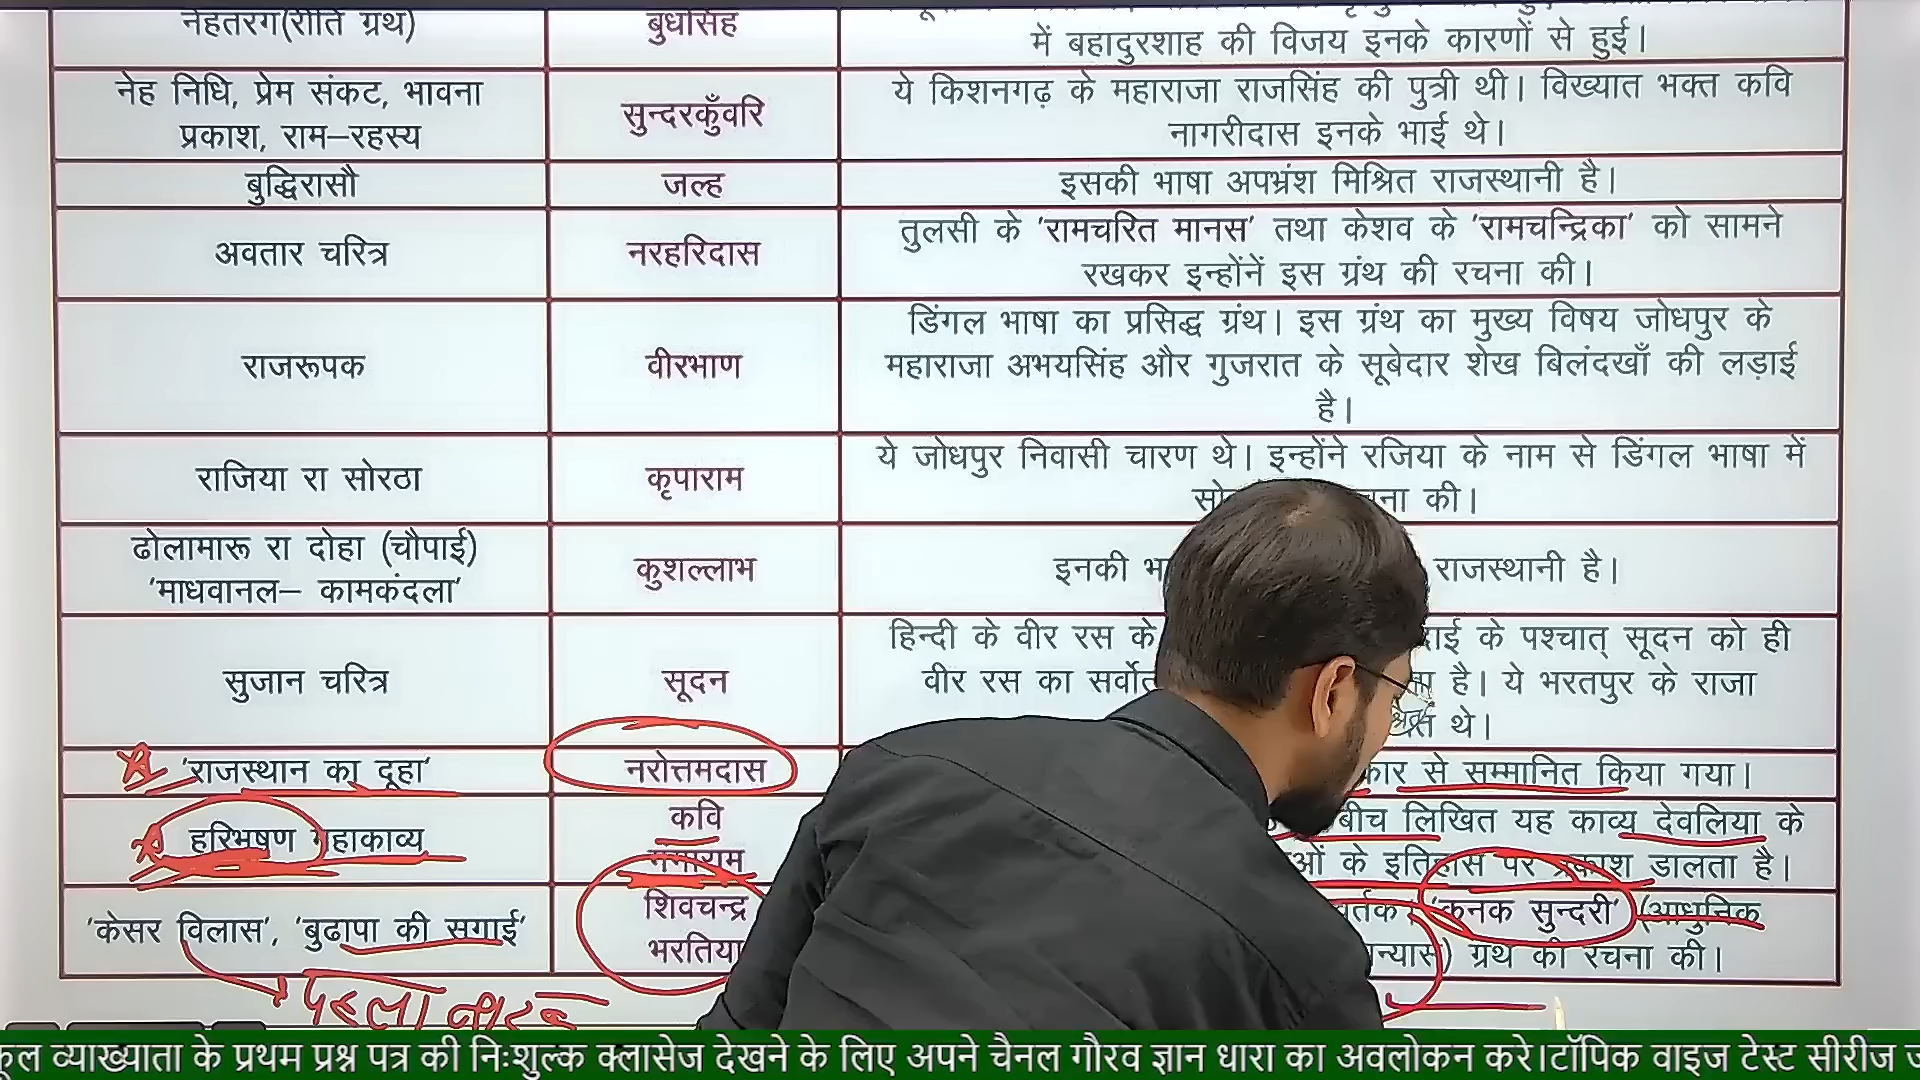 नेहतरंग(रीति ग्रंथ)
बुधसिंह
में बहादुरशाह की विजय इनके कारणों से हुई।
नेह निधि, प्रेम संकट, भावना
प्रकाश, राम–रहस्य
सुन्दरकुँवरि
ये किशनगढ़ के महाराजा राजसिंह की पुत्री थी। विख्यात भक्त कवि
नागरीदास इनके भाई थे।
बुद्धिरासौ
जल्ह
इसकी भाषा अपभ्रंश मिश्रित राजस्थानी है।
अवतार चरित्र
नरहरिदास
तुलसी के 'रामचरित मानस' तथा केशव के 'रामचन्द्रिका' को सामने
रखकर इन्होंनें इस ग्रंथ की रचना की।
राजरूपक
वीरभाण
डिंगल भाषा का प्रसिद्ध ग्रंथ। इस ग्रंथ का मुख्य विषय जोधपुर के
महाराजा अभयसिंह और गुजरात के सूबेदार शेख बिलंदखाँ की लड़ाई
है।
राजिया रा सोरठा
कृपाराम
ये जोधपुर निवासी चारण थे। इन्होंने रजिया के नाम से डिंगल भाषा में
की।
ढोलामारू रा दोहा (चौपाई)
'माधवानल– कामकंदला'
कुशल्लाभ
इनकी राजस्थानी है।
सुजान चरित्र
सूदन
हिन्दी के वीर रस के के पश्चात् सूदन को ही
वीर रस का है। ये भरतपुर के राजा
थे।
'राजस्थान का दूहा'
नरोत्तमदास
से सम्मानित किया गया।
हरिभूषण महाकाव्य
कवि
गंगाराम
बीच लिखित यह काव्य देवलिया के
के इतिहास पर प्रकाश डालता है।
'केसर विलास', 'बुढापा की सगाई'
शिवचन्द्र
भरतिया
'कनक सुन्दरी' (आधुनिक
ग्रंथ की रचना की।
पहला नाटक
व्याख्याता के प्रथम प्रश्न पत्र की निःशुल्क क्लासेज देखने के लिए अपने चैनल गौरव ज्ञान धारा का अवलोकन करे।टॉपिक वाइज टेस्ट सीरीज